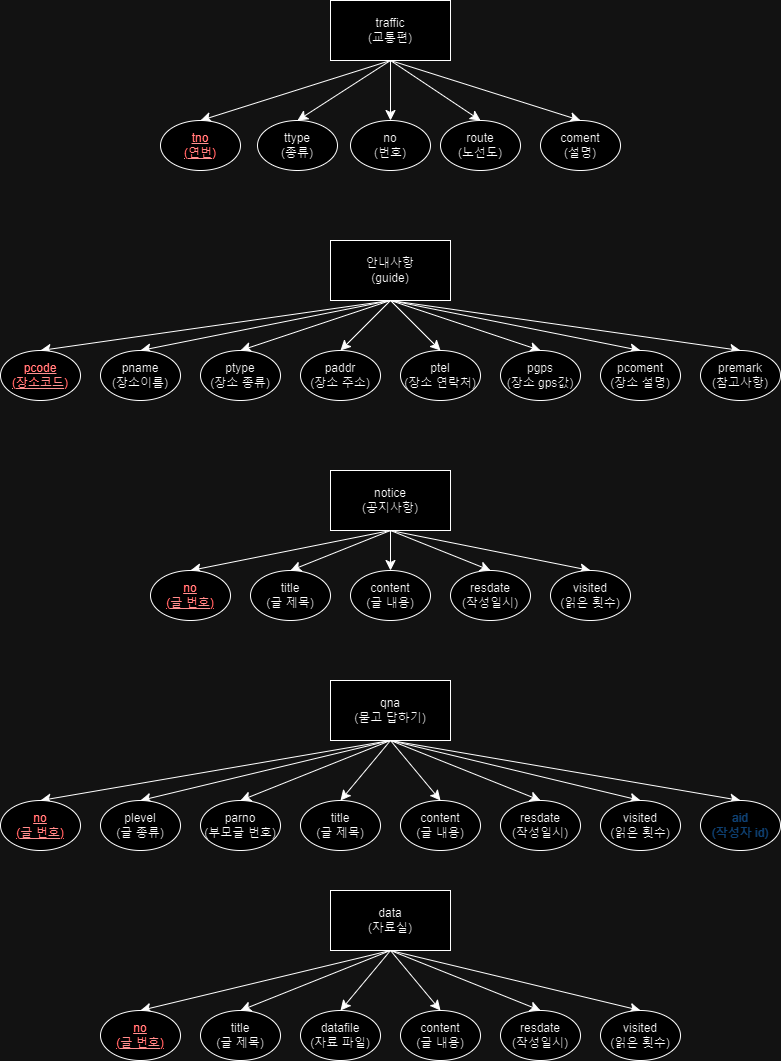 traffic
(교통편)
tno
(연번)
ttype
(종류)
no
(번호)
route
(노선도)
coment
(설명)
안내사항
(guide)
pcode
(장소코드)
pname
(장소이름)
ptype
(장소 종류)
paddr
(장소 주소)
ptel
(장소 연락처)
pgps
(장소 gps값)
pcoment
(장소 설명)
premark
(참고사항)
notice
(공지사항)
no
(글 번호)
title
(글 제목)
content
(글 내용)
resdate
(작성일시)
visited
(읽은 횟수)
qna
(묻고 답하기)
no
(글 번호)
plevel
(글 종류)
parno
(부모글 번호)
title
(글 제목)
content
(글 내용)
resdate
(작성일시)
visited
(읽은 횟수)
aid
(작성자 id)
data
(자료실)
no
(글 번호)
title
(글 제목)
datafile
(자료 파일)
content
(글 내용)
resdate
(작성일시)
visited
(읽은 횟수)